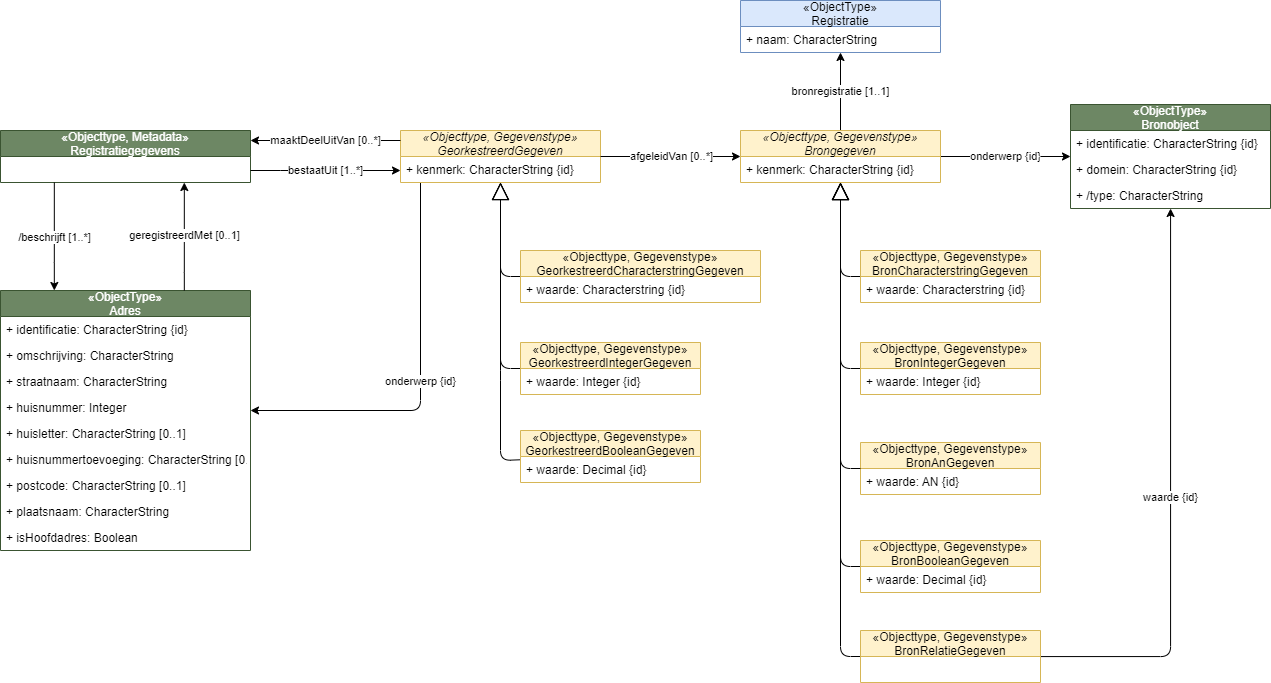 «ObjectType»
Registratie
+ naam: CharacterString
bronregistratie [1..1]
«ObjectType»
Bronobject
+ identificatie: CharacterString {id}
+ domein: CharacterString {id}
+ /type: CharacterString
«Objecttype, Metadata»
Registratiegegevens
maaktDeelUitVan [0..*]
bestaatUit [1..*]
«Objecttype, Gegevenstype»
GeorkestreerdGegeven
+ kenmerk: CharacterString {id}
afgeleidVan [0..*]
«Objecttype, Gegevenstype»
Brongegeven
+ kenmerk: CharacterString {id}
onderwerp {id}
/beschrijft [1..*]
geregistreerdMet [0..1]
«Objecttype, Gegevenstype»
GeorkestreerdCharacterstringGegeven
+ waarde: Characterstring {id}
«Objecttype, Gegevenstype»
BronCharacterstringGegeven
+ waarde: Characterstring {id}
«ObjectType»
Adres
+ identificatie: CharacterString {id}
+ omschrijving: CharacterString
+ straatnaam: CharacterString
+ huisnummer: Integer
+ huisletter: CharacterString [0..1]
+ huisnummertoevoeging: CharacterString [0
+ postcode: CharacterString [0..1]
+ plaatsnaam: CharacterString
+ isHoofdadres: Boolean
onderwerp {id}
«Objecttype, Gegevenstype»
GeorkestreerdIntegerGegeven
+ waarde: Integer {id}
«Objecttype, Gegevenstype»
BronIntegerGegeven
+ waarde: Integer {id}
«Objecttype, Gegevenstype»
GeorkestreerdBooleanGegeven
+ waarde: Decimal {id}
«Objecttype, Gegevenstype»
BronAnGegeven
+ waarde: AN {id}
waarde {id}
«Objecttype, Gegevenstype»
BronBooleanGegeven
+ waarde: Decimal {id}
«Objecttype, Gegevenstype»
BronRelatieGegeven